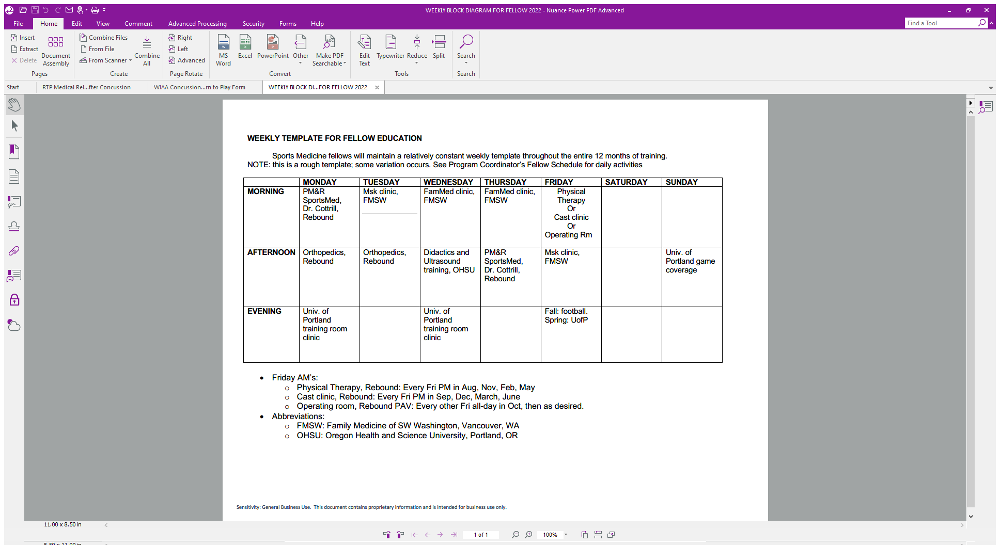 WEEKLY BLOCK DIAGRAM FOR FELLOW 2022 - Nuance Power PDF Advanced
File Home Edit View Comment Advanced Processing Security Forms Help
Find a Tool
Insert
Extract
Delete
Document
Assembly
Pages
Combine Files
From File
From Scanner
Combine
All
Create
Right
Left
Advanced
Page Rotate
MS
Word
Excel
PowerPoint
Other
Make PDF
Searchable
Convert
Edit
Text
Typewriter
Reduce
Split
Tools
Search
Search
Start
RTP Medical Rel...fter Concussion
WIAA Concussion...rn to Play Form
WEEKLY BLOCK DI...FOR FELLOW 2022
WEEKLY TEMPLATE FOR FELLOW EDUCATION
Sports Medicine fellows will maintain a relatively constant weekly template throughout the entire 12 months of training.
NOTE: this is a rough template; some variation occurs. See Program Coordinator's Fellow Schedule for daily activities
MONDAY TUESDAY WEDNESDAY THURSDAY FRIDAY SATURDAY SUNDAY
MORNING
PM&R
SportsMed,
Dr. Cottrill,
Rebound
Msk clinic,
FMSW
FamMed clinic,
FMSW
FamMed clinic,
FMSW
Physical
Therapy
Or
Cast clinic
Or
Operating Rm
AFTERNOON
Orthopedics,
Rebound
Orthopedics,
Rebound
Didactics and
Ultrasound
training, OHSU
PM&R
SportsMed,
Dr. Cottrill,
Rebound
Msk clinic,
FMSW
Univ. of
Portland game
coverage
EVENING
Univ. of
Portland
training room
clinic
Univ. of
Portland
training room
clinic
Fall: football.
Spring: UofP
• Friday AM's:
o Physical Therapy, Rebound: Every Fri PM in Aug, Nov, Feb, May
o Cast clinic, Rebound: Every Fri PM in Sep, Dec, March, June
o Operating room, Rebound PAV: Every other Fri all-day in Oct, then as desired.
• Abbreviations:
o FMSW: Family Medicine of SW Washington, Vancouver, WA
o OHSU: Oregon Health and Science University, Portland, OR
Sensitivity: General Business Use. This document contains proprietary information and is intended for business use only.
11.00 x 8.50 in
1 of 1
100%
8.50 x 11.00 in